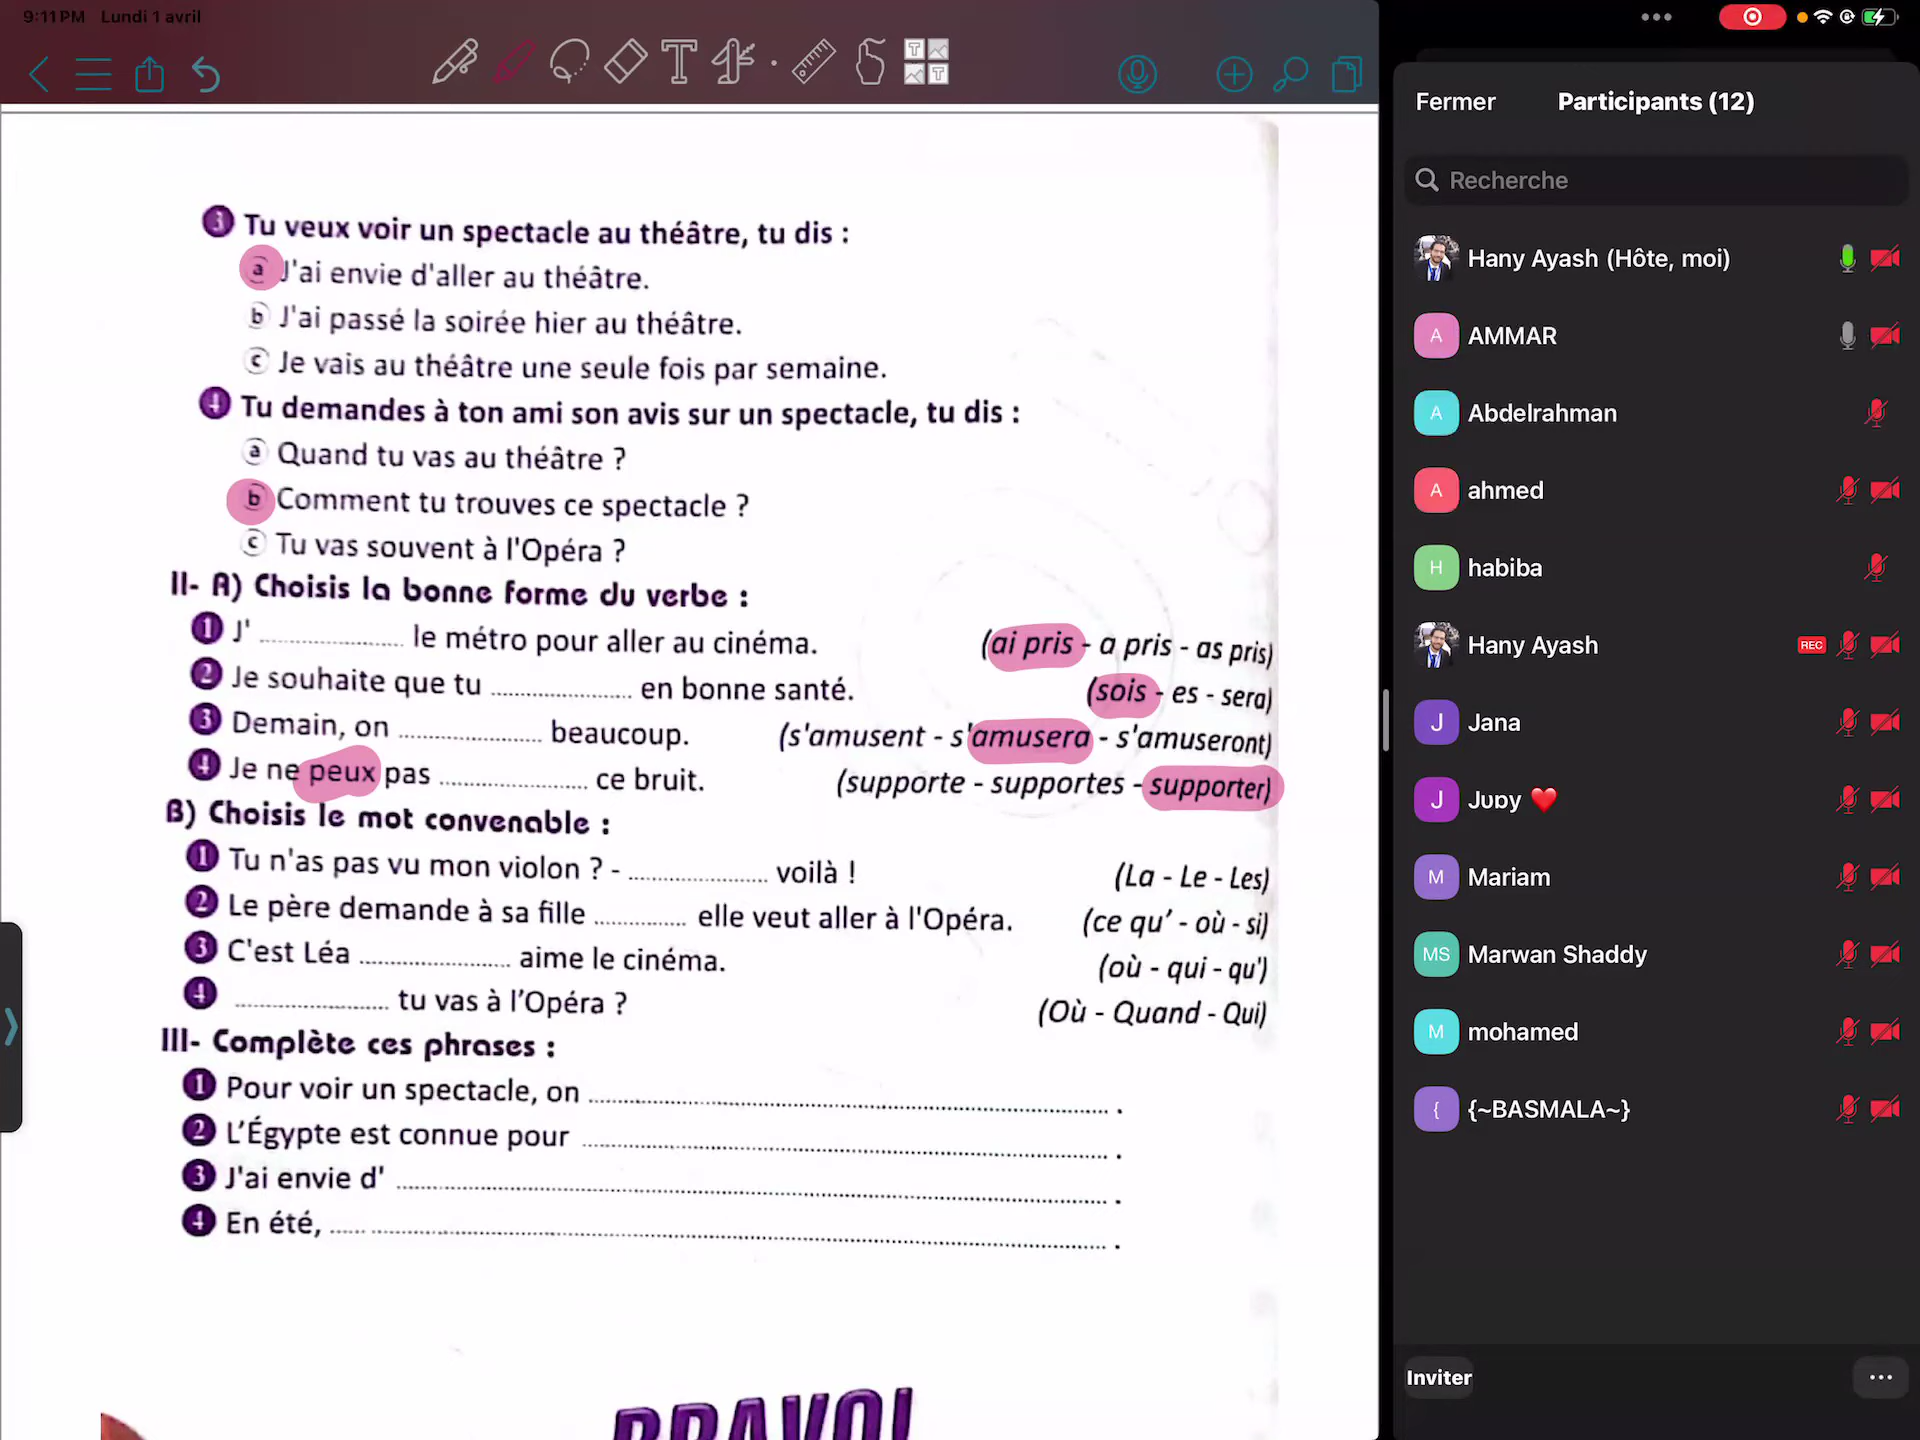 9:11 PM Lundi 1 avril
3 Tu veux voir un spectacle au théâtre, tu dis :
a J'ai envie d'aller au théâtre.
b J'ai passé la soirée hier au théâtre.
c Je vais au théâtre une seule fois par semaine.
4 Tu demandes à ton ami son avis sur un spectacle, tu dis :
a Quand tu vas au théâtre ?
b Comment tu trouves ce spectacle ?
c Tu vas souvent à l'Opéra ?
II- A) Choisis la bonne forme du verbe :
1 J' .................. le métro pour aller au cinéma. (ai pris - a pris - as pris)
2 Je souhaite que tu .................. en bonne santé. (sois - es - sera)
3 Demain, on .................. beaucoup. (s'amusent - s'amusera - s'amuseront)
4 Je ne peux pas .................. ce bruit. (supporte - supportes - supporter)
B) Choisis le mot convenable :
1 Tu n'as pas vu mon violon ? - .................. voilà ! (La - Le - Les)
2 Le père demande à sa fille ............ elle veut aller à l'Opéra. (ce qu’ - où - si)
3 C'est Léa .................. aime le cinéma. (où - qui - qu')
4 .................. tu vas à l’Opéra ? (Où - Quand - Qui)
III- Complète ces phrases :
1 Pour voir un spectacle, on .................. .
2 L’Égypte est connue pour .................. .
3 J'ai envie d' .................. .
4 En été, .................. .
BRAVO!
Fermer Participants (12)
Recherche
Hany Ayash (Hôte, moi)
A AMMAR
A Abdelrahman
A ahmed
H habiba
Hany Ayash REC
J Jana
J Jupy ❤️
M Mariam
MS Marwan Shaddy
M mohamed
{ {~BASMALA~}
Inviter